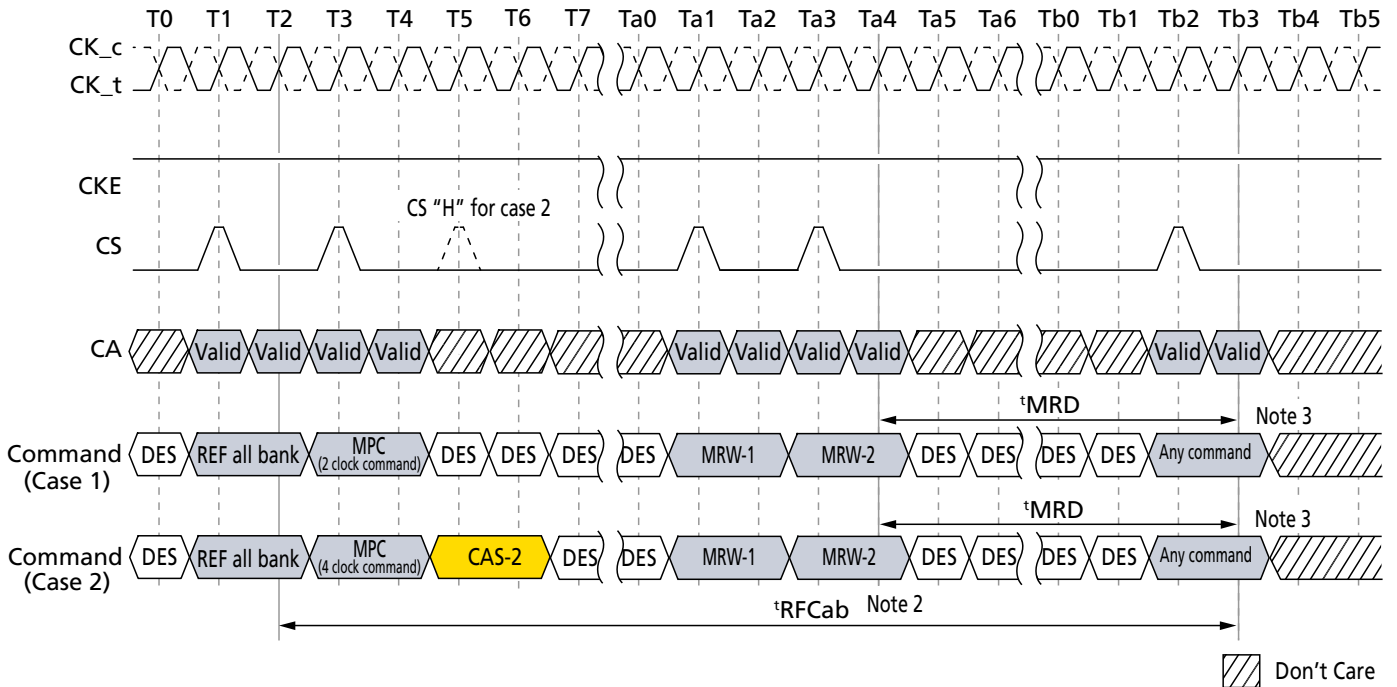 T0 T1 T2 T3 T4 T5 T6 T7 Ta0 Ta1 Ta2 Ta3 Ta4 Ta5 Ta6 Tb0 Tb1 Tb2 Tb3 Tb4 Tb5
CK_c
CK_t
CKE
CS "H" for case 2
CS
CA Valid Valid Valid Valid Valid Valid Valid Valid Valid Valid
tMRD Note 3
Command (Case 1) DES REF all bank MPC (2 clock command) DES DES DES DES MRW-1 MRW-2 DES DES DES DES Any command
tMRD Note 3
Command (Case 2) DES REF all bank MPC (4 clock command) CAS-2 DES DES MRW-1 MRW-2 DES DES DES DES Any command
tRFCab Note 2
Don't Care